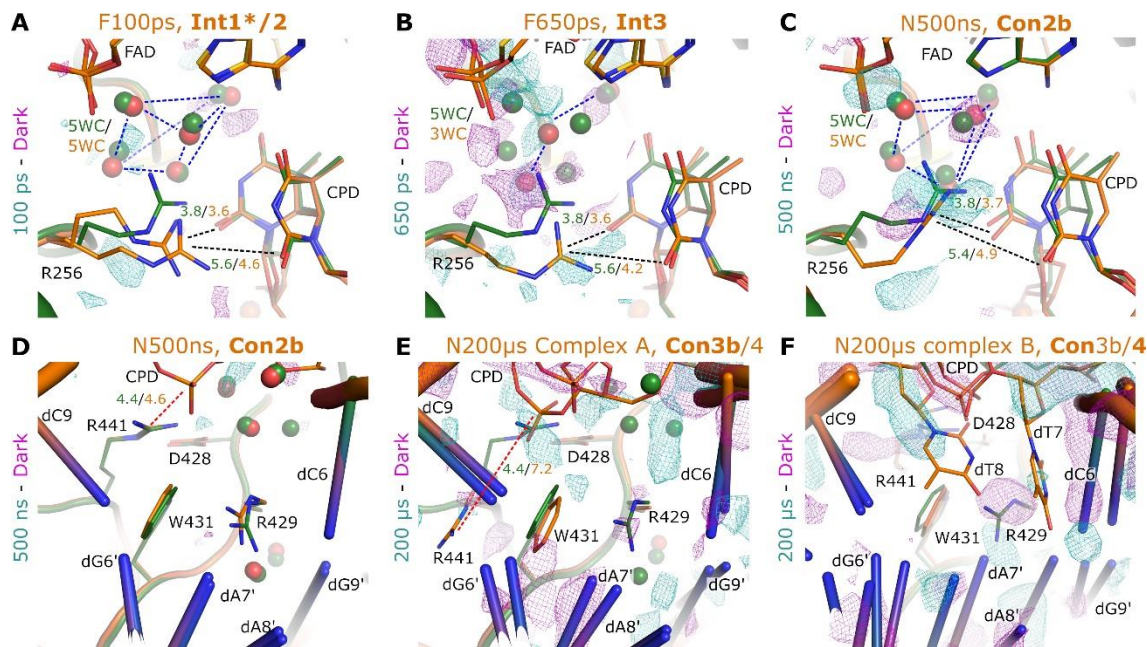 A F100ps, Int1*/2
FAD
5WC/
5WC
CPD
3.8/3.6
5.6/4.6
R256
100 ps - Dark
B F650ps, Int3
FAD
5WC/
3WC
CPD
3.8/3.6
5.6/4.2
R256
650 ps - Dark
C N500ns, Con2b
FAD
5WC/
5WC
CPD
3.8/3.7
5.4/4.9
R256
500 ns - Dark
D N500ns, Con2b
CPD
4.4/4.6
dC9
R441
D428
dC6
W431
R429
dG6'
dA7'
dG9'
dA8'
500 ns - Dark
E N200µs Complex A, Con3b/4
CPD
dC9
D428
4.4/7.2
dC6
R441
W431
R429
dG6'
dA7'
dG9'
dA8'
200 µs - Dark
F N200µs complex B, Con3b/4
CPD
dC9
D428
dT7
R441
dT8
dC6
W431
R429
dG6'
dA7'
dG9'
dA8'
200 µs - Dark